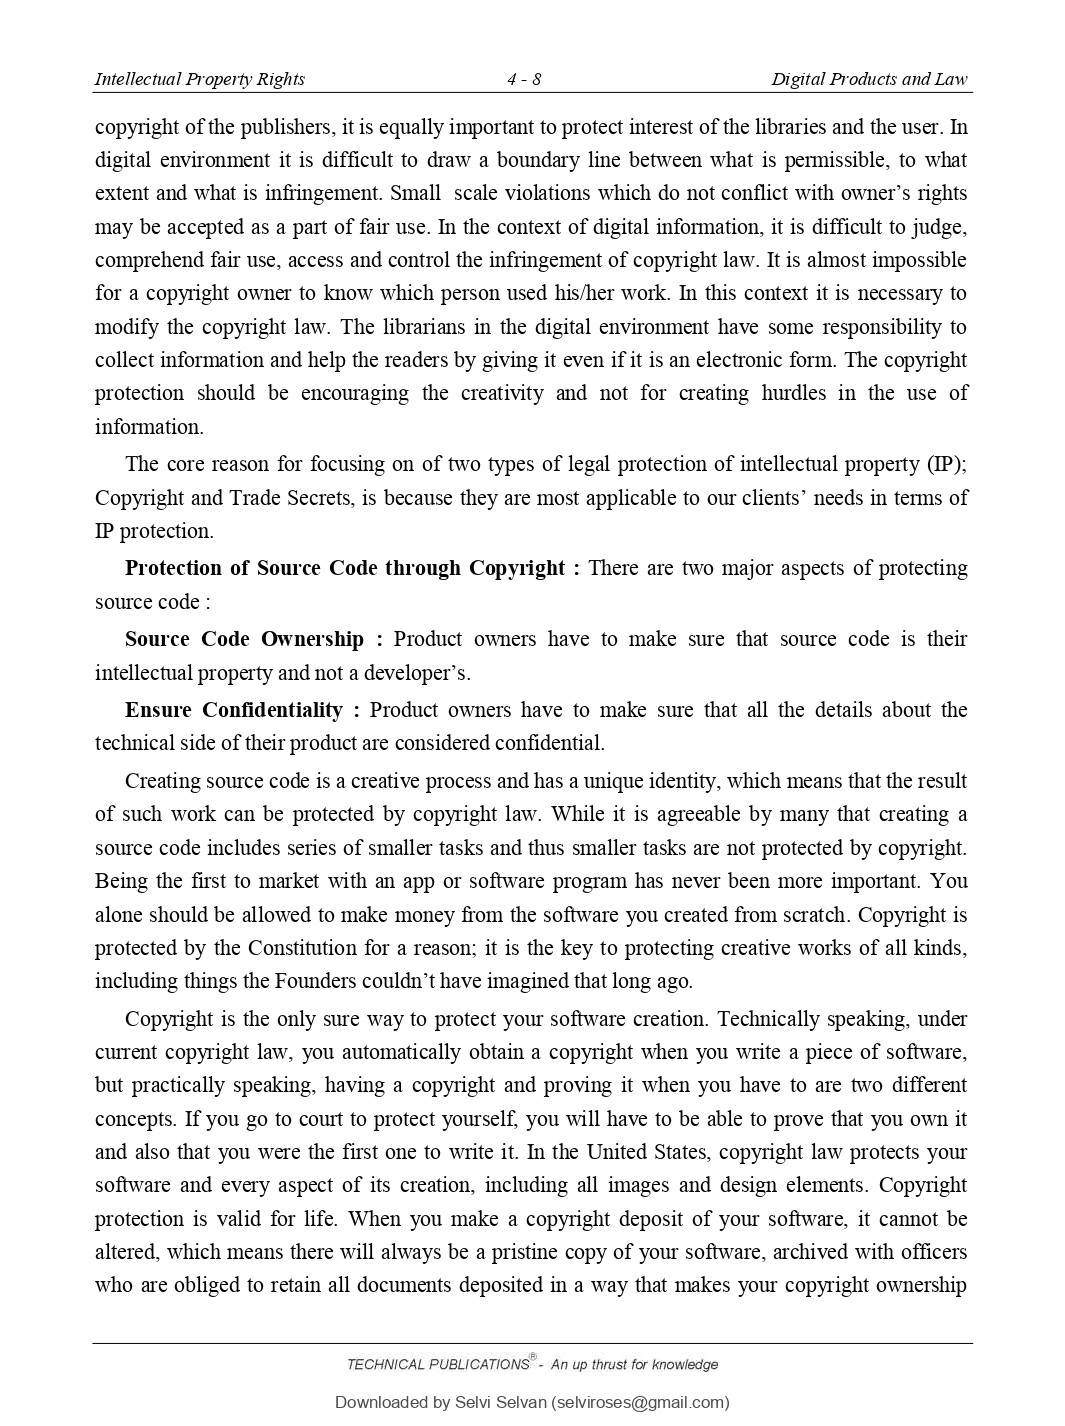 Intellectual Property Rights 4 - 8 Digital Products and Law
copyright of the publishers, it is equally important to protect interest of the libraries and the user. In
digital environment it is difficult to draw a boundary line between what is permissible, to what
extent and what is infringement. Small scale violations which do not conflict with owner’s rights
may be accepted as a part of fair use. In the context of digital information, it is difficult to judge,
comprehend fair use, access and control the infringement of copyright law. It is almost impossible
for a copyright owner to know which person used his/her work. In this context it is necessary to
modify the copyright law. The librarians in the digital environment have some responsibility to
collect information and help the readers by giving it even if it is an electronic form. The copyright
protection should be encouraging the creativity and not for creating hurdles in the use of
information.
The core reason for focusing on of two types of legal protection of intellectual property (IP);
Copyright and Trade Secrets, is because they are most applicable to our clients’ needs in terms of
IP protection.
Protection of Source Code through Copyright : There are two major aspects of protecting
source code :
Source Code Ownership : Product owners have to make sure that source code is their
intellectual property and not a developer’s.
Ensure Confidentiality : Product owners have to make sure that all the details about the
technical side of their product are considered confidential.
Creating source code is a creative process and has a unique identity, which means that the result
of such work can be protected by copyright law. While it is agreeable by many that creating a
source code includes series of smaller tasks and thus smaller tasks are not protected by copyright.
Being the first to market with an app or software program has never been more important. You
alone should be allowed to make money from the software you created from scratch. Copyright is
protected by the Constitution for a reason; it is the key to protecting creative works of all kinds,
including things the Founders couldn’t have imagined that long ago.
Copyright is the only sure way to protect your software creation. Technically speaking, under
current copyright law, you automatically obtain a copyright when you write a piece of software,
but practically speaking, having a copyright and proving it when you have to are two different
concepts. If you go to court to protect yourself, you will have to be able to prove that you own it
and also that you were the first one to write it. In the United States, copyright law protects your
software and every aspect of its creation, including all images and design elements. Copyright
protection is valid for life. When you make a copyright deposit of your software, it cannot be
altered, which means there will always be a pristine copy of your software, archived with officers
who are obliged to retain all documents deposited in a way that makes your copyright ownership
TECHNICAL PUBLICATIONS® - An up thrust for knowledge
Downloaded by Selvi Selvan (selviroses@gmail.com)